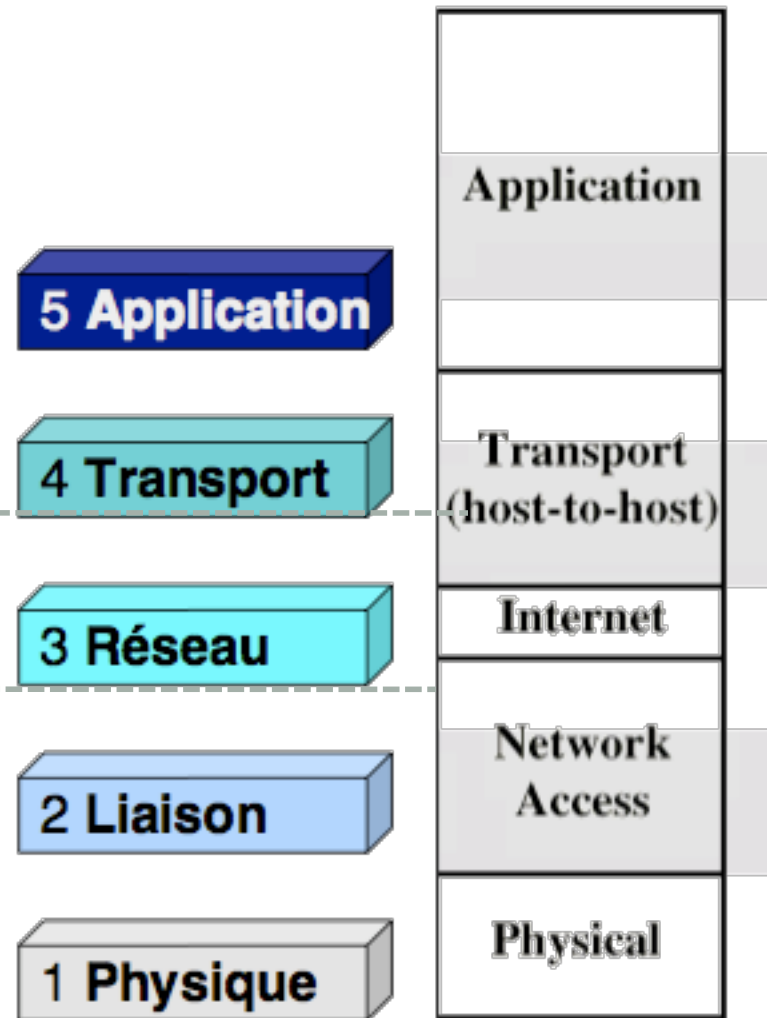 5 Application
4 Transport
3 Réseau
2 Liaison
1 Physique
Application
Transport
(host-to-host)
Internet
Network
Access
Physical